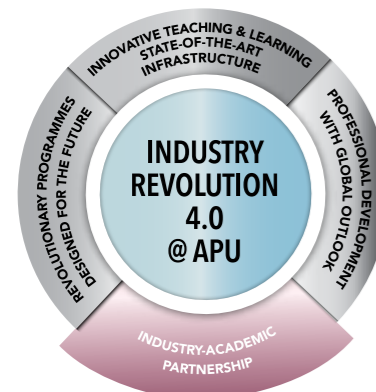 INNOVATIVE TEACHING & LEARNING
STATE-OF-THE-ART
INFRASTRUCTURE
REVOLUTIONARY PROGRAMMES
DESIGNED FOR THE FUTURE
INDUSTRY
REVOLUTION
4.0
@ APU
PROFESSIONAL DEVELOPMENT
WITH GLOBAL OUTLOOK
INDUSTRY-ACADEMIC
PARTNERSHIP